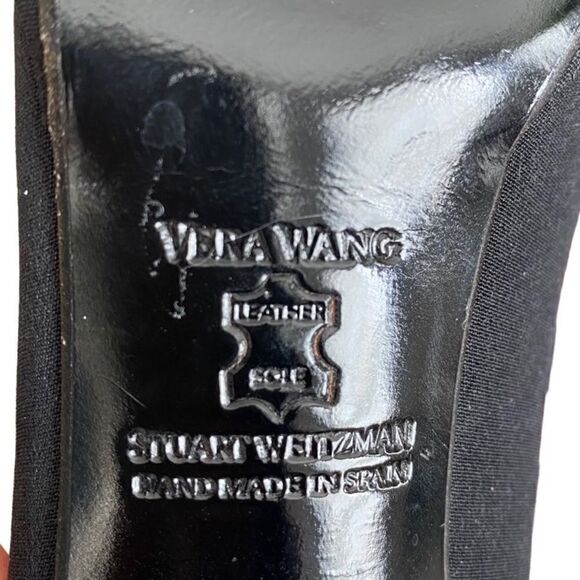 VERA WANG
LEATHER
SOLE
STUART WEITZMAN
HAND MADE IN SPAIN